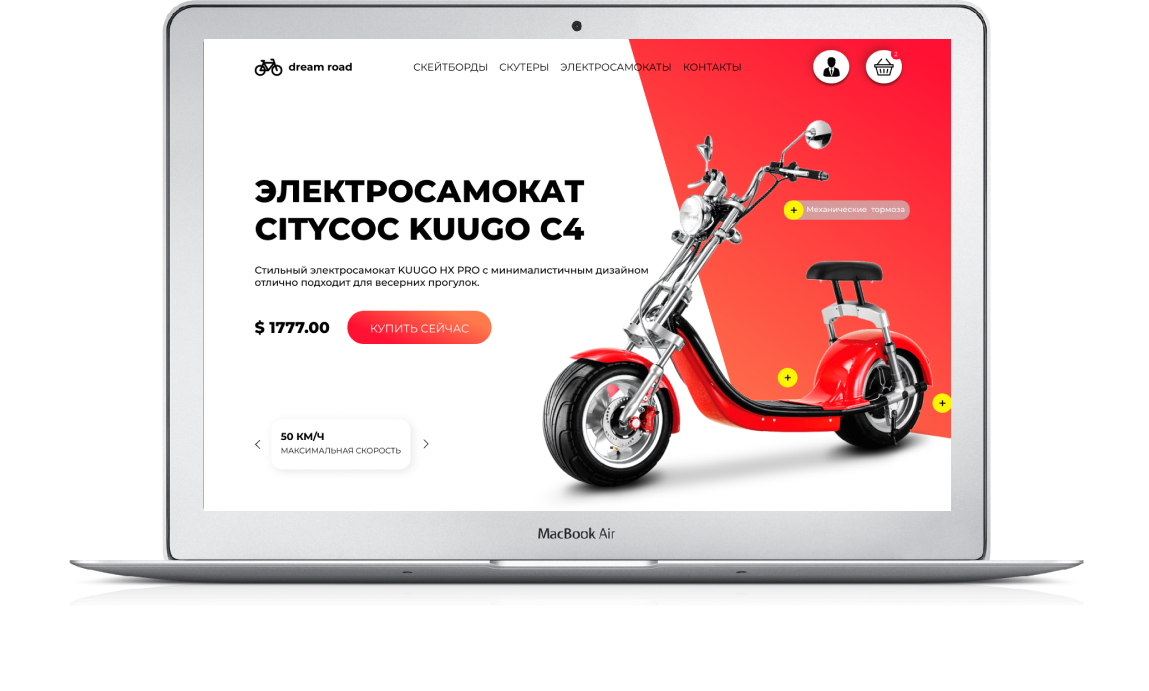 dream road
СКЕЙТБОРДЫ СКУТЕРЫ ЭЛЕКТРОСАМОКАТЫ КОНТАКТЫ
2
ЭЛЕКТРОСАМОКАТ
CITYCOC KUUGO C4
+ Механические тормоза
Стильный электросамокат KUUGO HX PRO с минималистичным дизайном
отлично подходит для весерних прогулок.
$ 1777.00
КУПИТЬ СЕЙЧАС
+
+
50 КМ/Ч
МАКСИМАЛЬНАЯ СКОРОСТЬ
MacBook Air